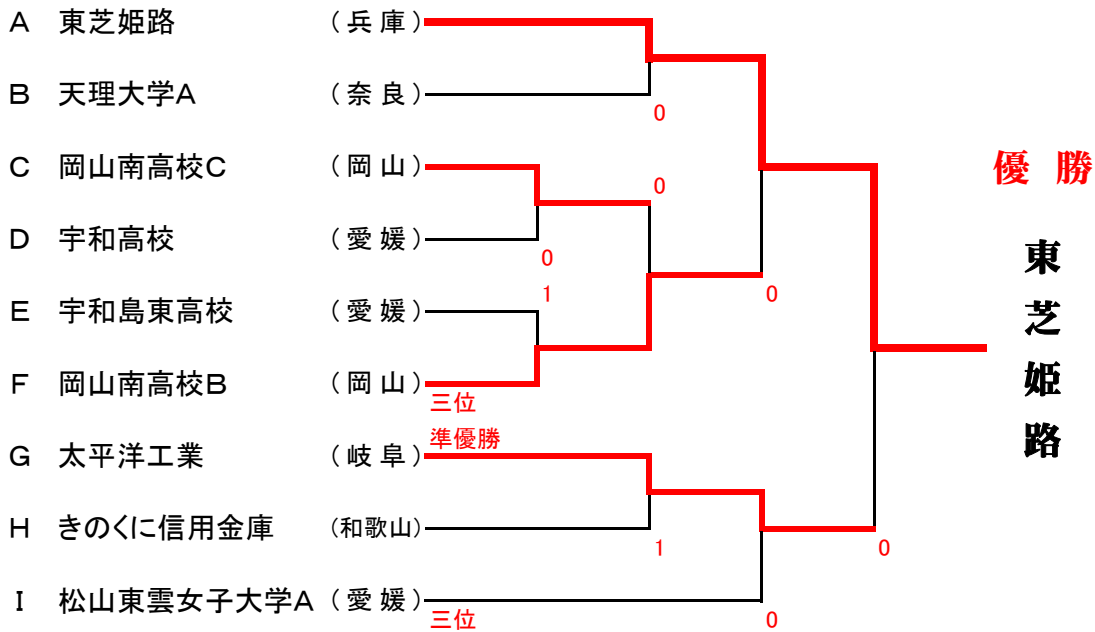 A 東芝姫路 (兵庫)
B 天理大学A (奈良)
0
C 岡山南高校C (岡山)
0
D 宇和高校 (愛媛)
0
1
0
E 宇和島東高校 (愛媛)
F 岡山南高校B (岡山)
三位
準優勝
G 太平洋工業 (岐阜)
H きのくに信用金庫 (和歌山)
1
0
I 松山東雲女子大学A (愛媛)
三位
0
優勝
東芝姫路